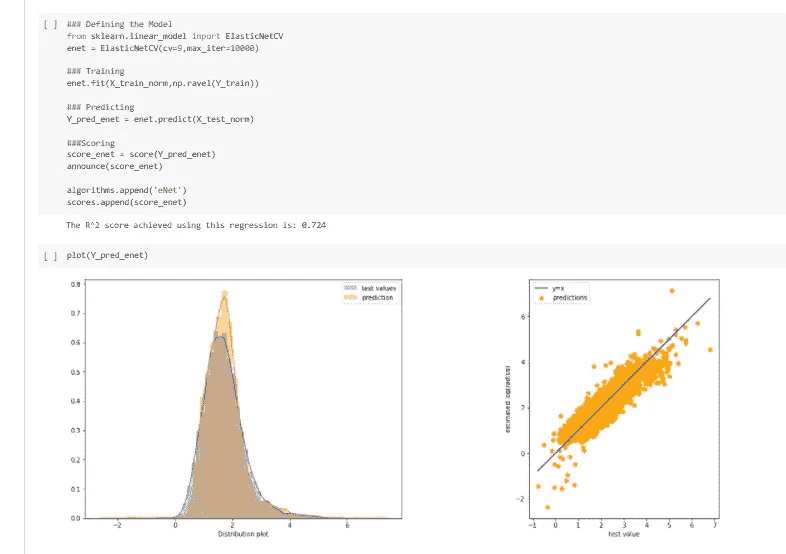 [ ] ### Defining the Model
from sklearn.linear_model import ElasticNetCV
enet = ElasticNetCV(cv=9,max_iter=10000)
### Training
enet.fit(X_train_norm,np.ravel(Y_train))
### Predicting
Y_pred_enet = enet.predict(X_test_norm)
###Scoring
score_enet = score(Y_pred_enet)
announce(score_enet)
algorithms.append('eNet')
scores.append(score_enet)
The R^2 score achieved using this regression is: 0.724
[ ] plot(Y_pred_enet)
0.8
0.7
0.6
0.5
0.4
0.3
0.2
0.1
0.0
−2
0
2
4
6
Distribution plot
test values
prediction
y=x
predictions
estimated log(radius)
6
4
2
0
−2
−1
0
1
2
3
4
5
6
7
test value